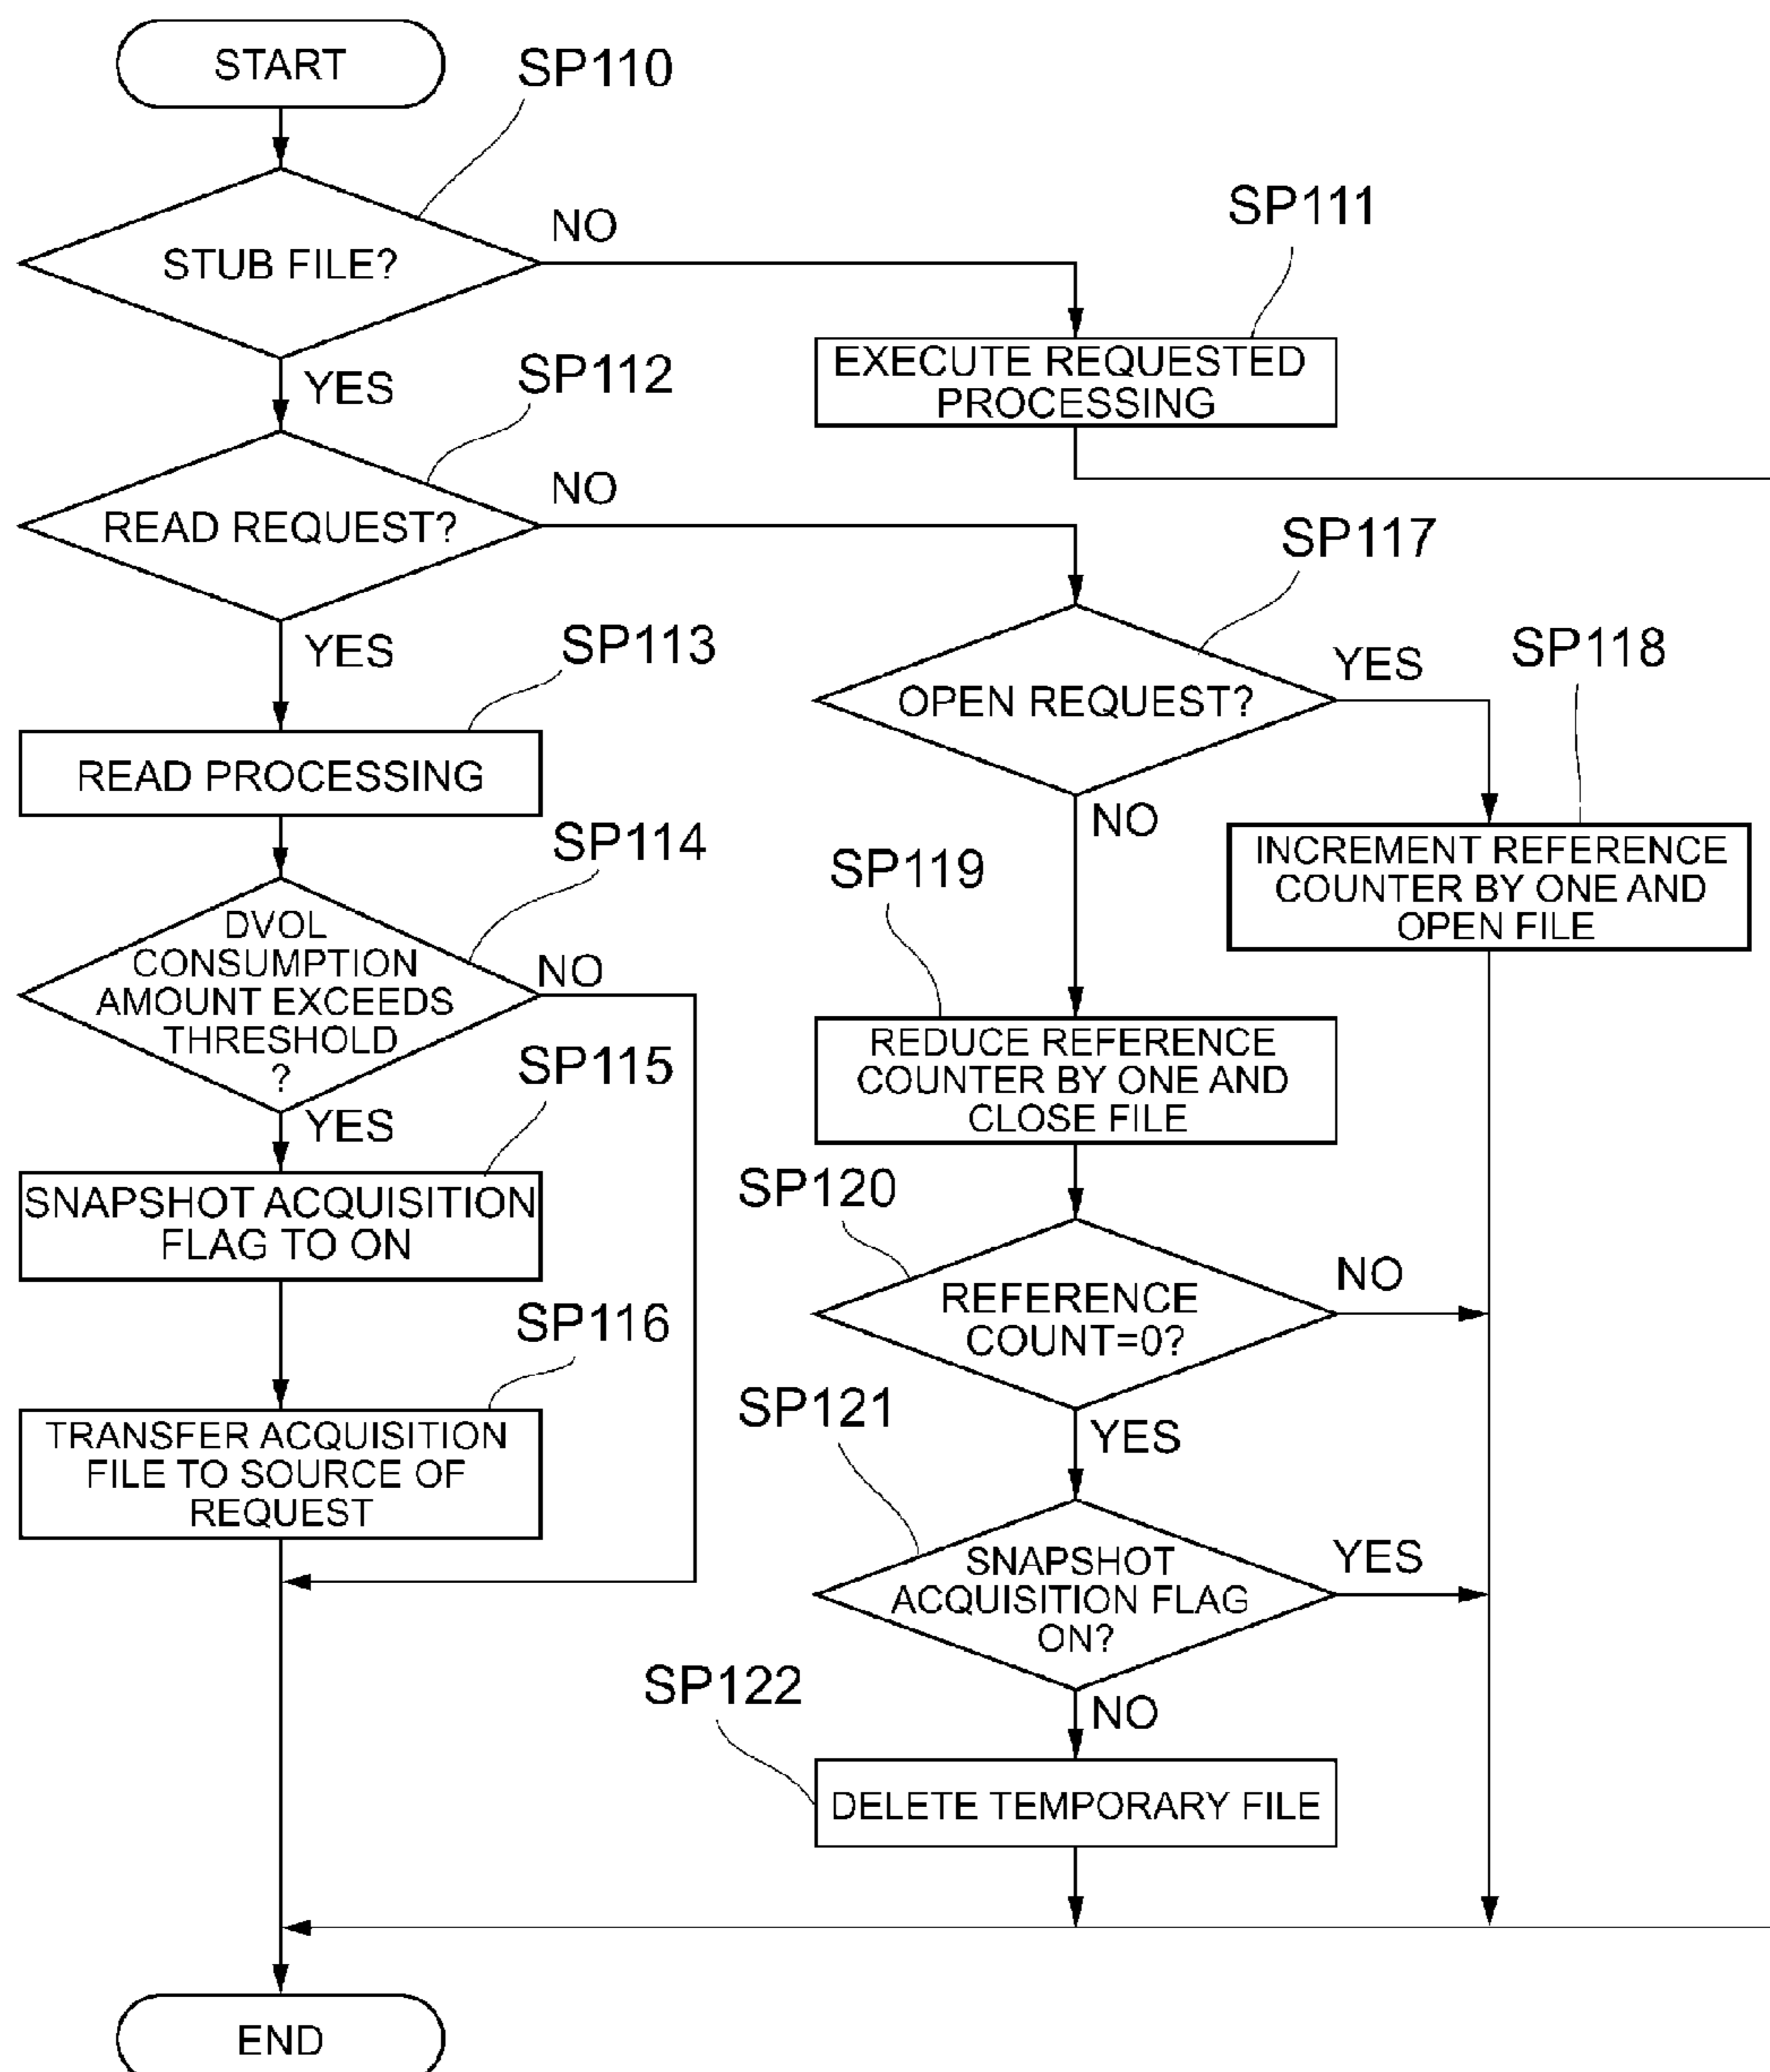 START
SP110
STUB FILE?
NO
SP111
EXECUTE REQUESTED
PROCESSING
YES
SP112
READ REQUEST?
NO
SP117
YES
SP113
READ PROCESSING
OPEN REQUEST?
YES
SP118
NO
INCREMENT REFERENCE
COUNTER BY ONE AND
OPEN FILE
SP114
DVOL
CONSUMPTION
AMOUNT EXCEEDS
THRESHOLD
?
NO
SP119
REDUCE REFERENCE
COUNTER BY ONE AND
CLOSE FILE
YES
SP115
SNAPSHOT ACQUISITION
FLAG TO ON
SP120
REFERENCE
COUNT=0?
NO
SP116
TRANSFER ACQUISITION
FILE TO SOURCE OF
REQUEST
SP121
YES
SNAPSHOT
ACQUISITION FLAG
ON?
YES
SP122
NO
DELETE TEMPORARY FILE
END